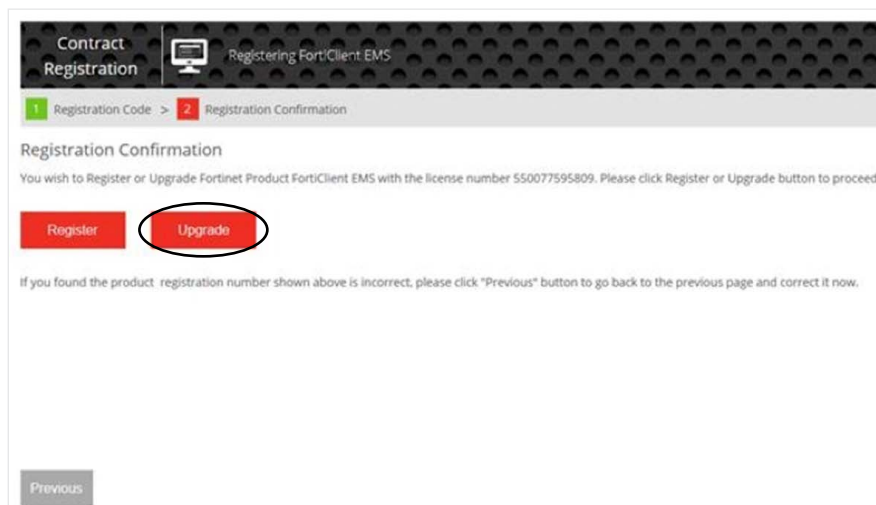 Contract
Registration
Registering FortiClient EMS
1 Registration Code > 2 Registration Confirmation
Registration Confirmation
You wish to Register or Upgrade Fortinet Product FortiClient EMS with the license number 550077595809. Please click Register or Upgrade button to proceed
Register Upgrade
If you found the product registration number shown above is incorrect, please click "Previous" button to go back to the previous page and correct it now.
Previous